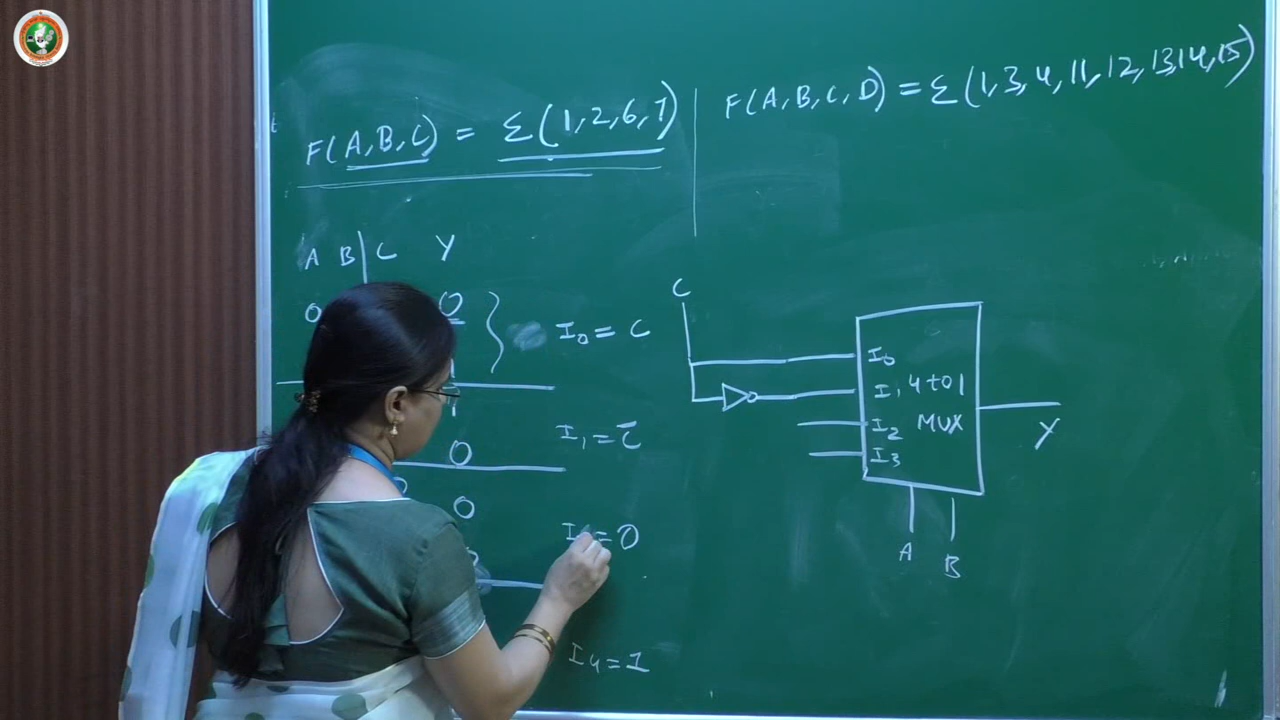 F(A,B,C) = Σ(1,2,6,7)
F(A,B,C,D) = Σ(1,3,4,11,12,13,14,15)
A B C Y
0 0
I₀ = C
1
I₁ = C̅
0
0
I = 0
I₄ = 1
C
I₀
I₁ 4 to 1
I₂ MUX
I₃
Y
A B